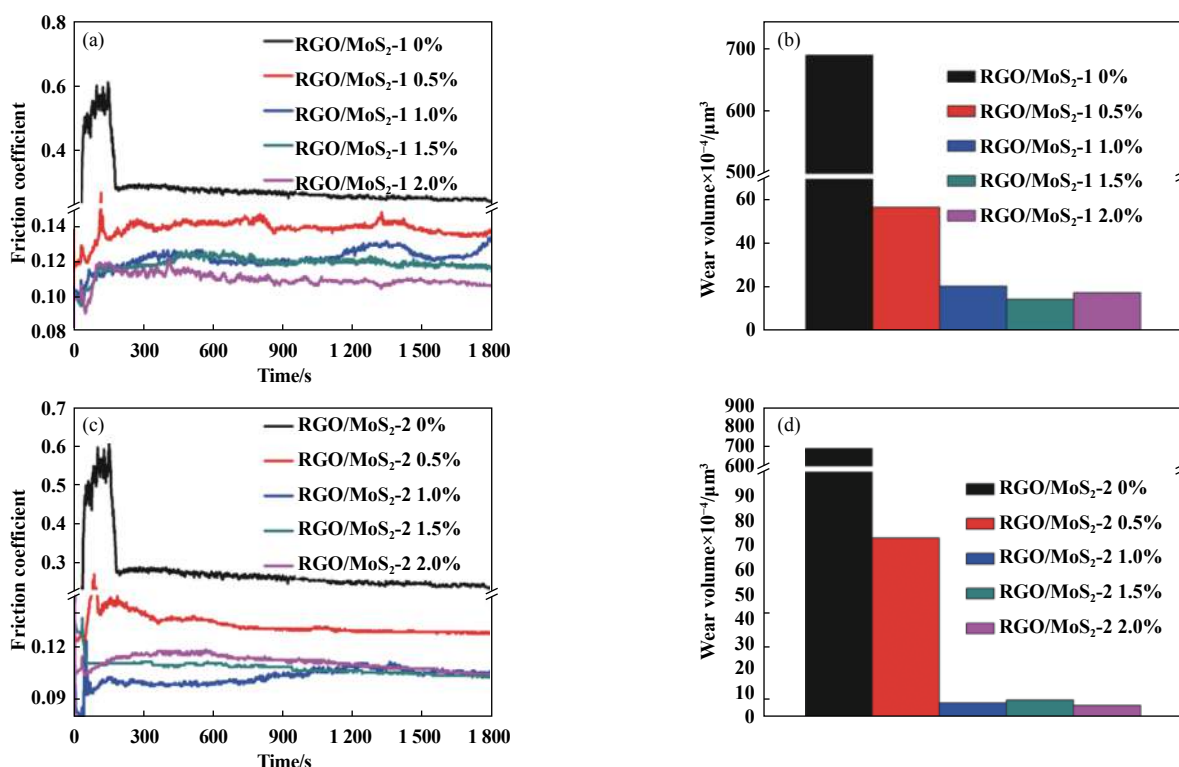 (a)
RGO/MoS₂-1 0%
RGO/MoS₂-1 0.5%
RGO/MoS₂-1 1.0%
RGO/MoS₂-1 1.5%
RGO/MoS₂-1 2.0%
Friction coefficient
0.6
0.4
0.14
0.12
0.10
0.08
0 300 600 900 1 200 1 500 1 800
Time/s
(b)
RGO/MoS₂-1 0%
RGO/MoS₂-1 0.5%
RGO/MoS₂-1 1.0%
RGO/MoS₂-1 1.5%
RGO/MoS₂-1 2.0%
Wear volume×10⁻⁴/μm³
700
600
500
60
40
20
0
(c)
RGO/MoS₂-2 0%
RGO/MoS₂-2 0.5%
RGO/MoS₂-2 1.0%
RGO/MoS₂-2 1.5%
RGO/MoS₂-2 2.0%
Friction coefficient
0.7
0.6
0.5
0.4
0.3
0.12
0.09
0 300 600 900 1 200 1 500 1 800
Time/s
(d)
RGO/MoS₂-2 0%
RGO/MoS₂-2 0.5%
RGO/MoS₂-2 1.0%
RGO/MoS₂-2 1.5%
RGO/MoS₂-2 2.0%
Wear volume×10⁻⁴/μm³
900
800
700
600
90
80
70
60
50
40
30
20
10
0